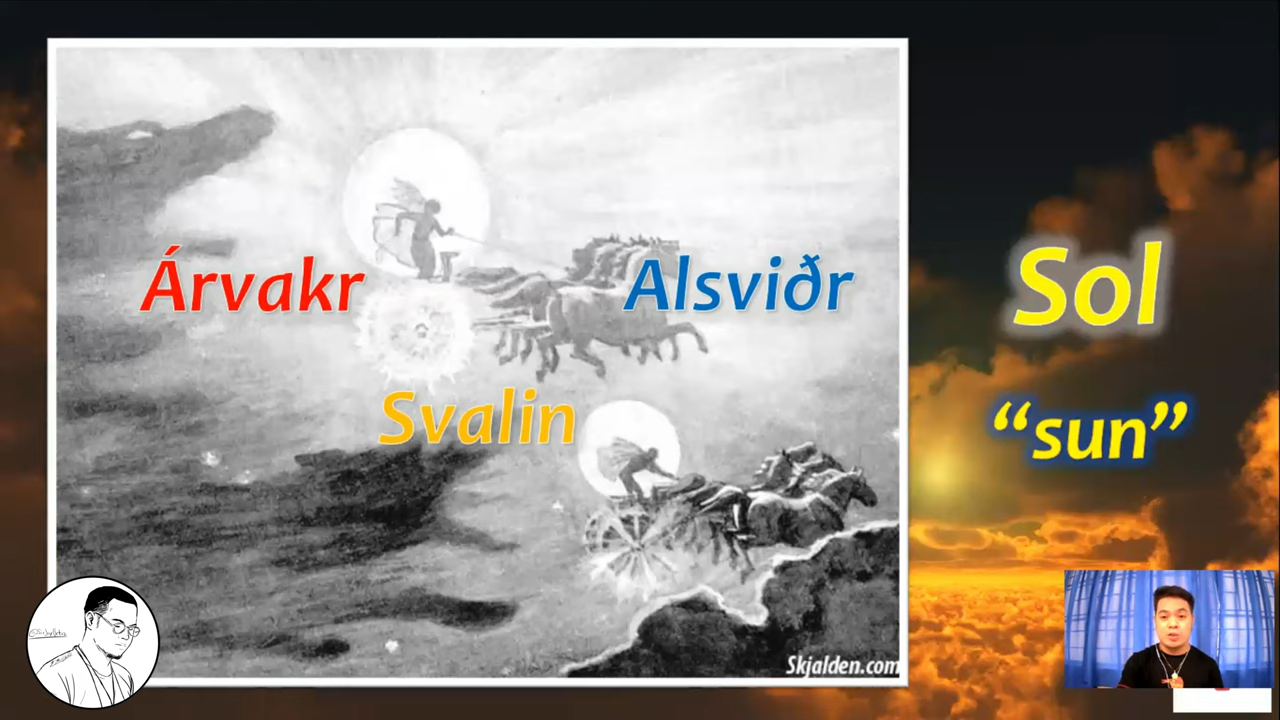 Árvakr
Alsviðr
Svalin
Sol
“sun”
Skjalden.com